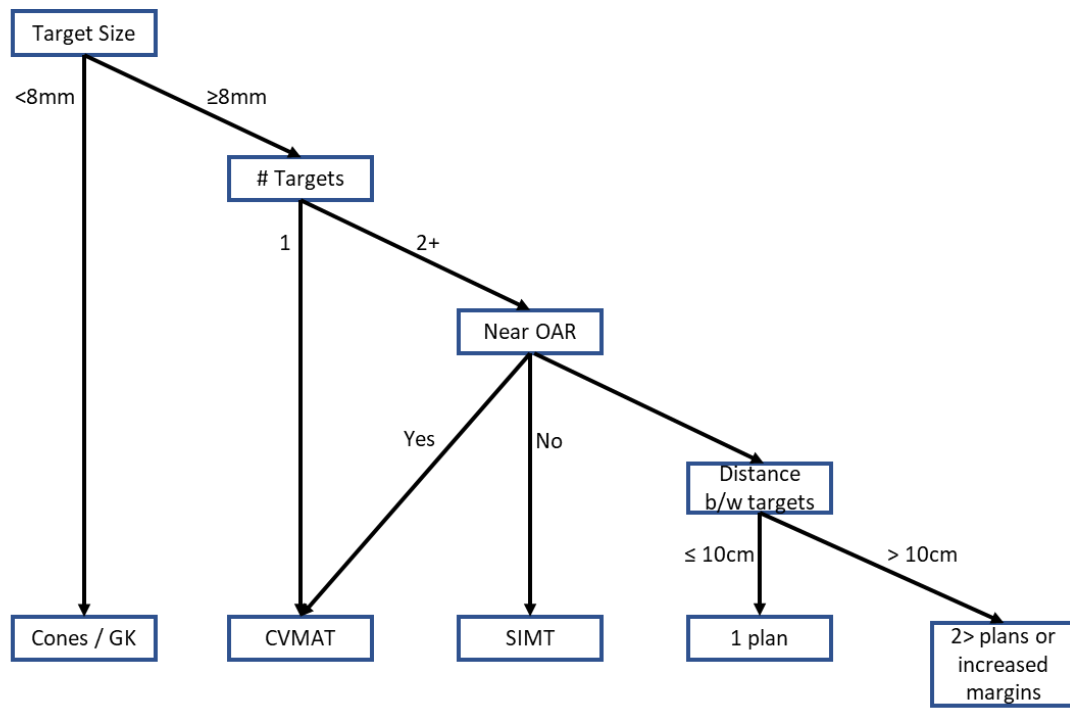 Target Size
<8mm
≥8mm
# Targets
1
2+
Near OAR
Yes
No
Distance
b/w targets
≤ 10cm
> 10cm
Cones / GK
CVMAT
SIMT
1 plan
2> plans or
increased
margins